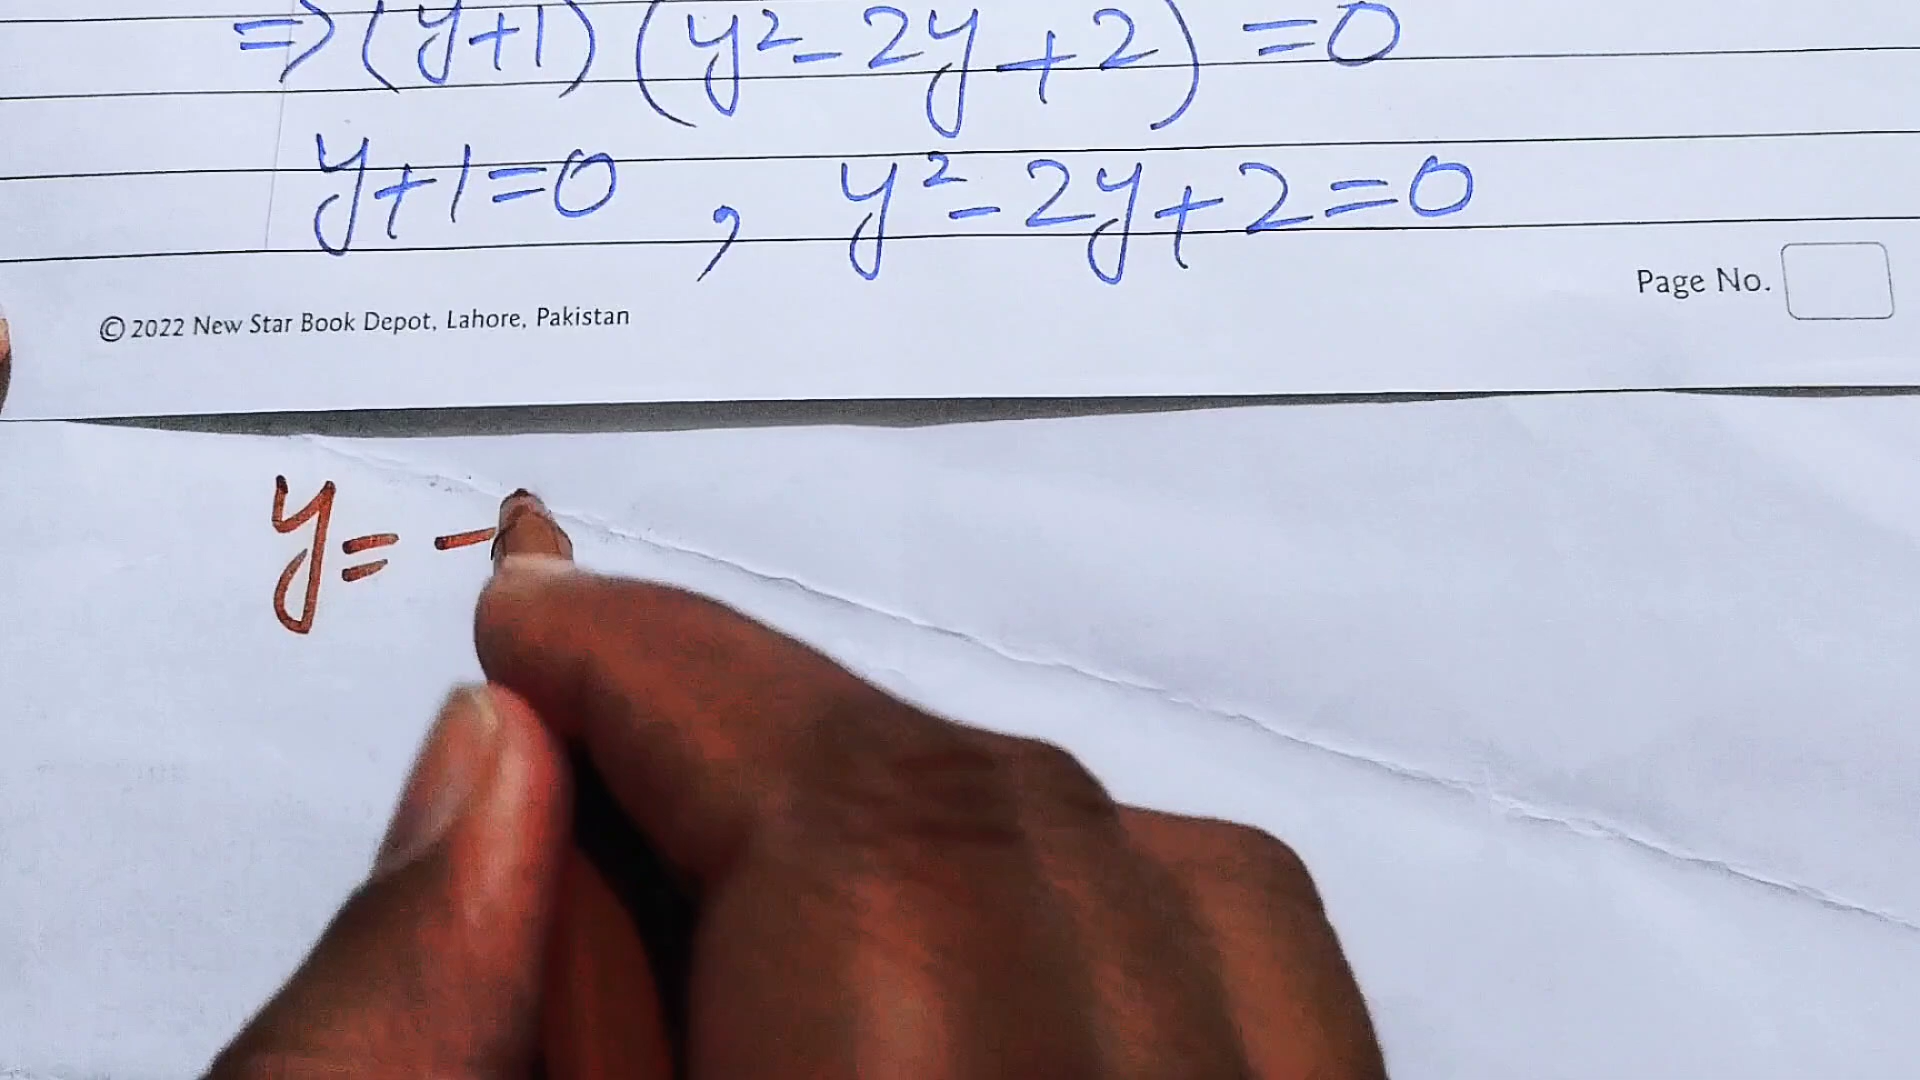 => (y+1) (y²-2y+2) =0
y+1=0 , y²-2y+2=0
Page No.
© 2022 New Star Book Depot, Lahore, Pakistan
y= -